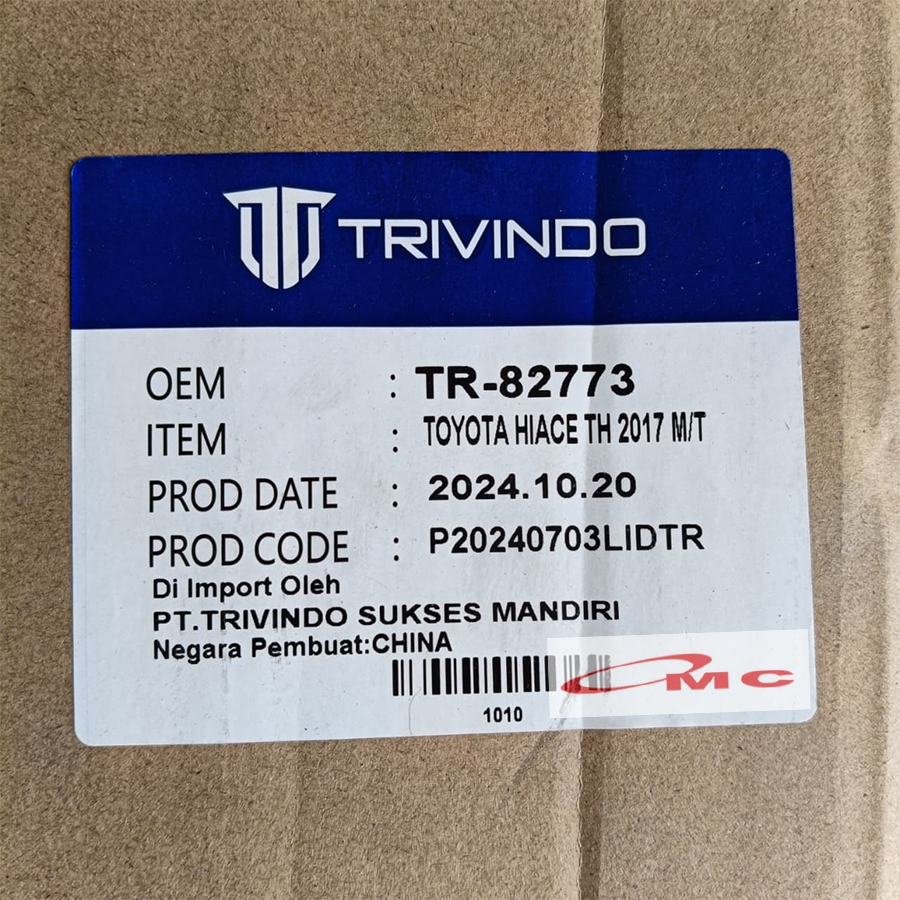 TRIVINDO
OEM : TR-82773
ITEM : TOYOTA HIACE TH 2017 M/T
PROD DATE : 2024.10.20
PROD CODE : P20240703LIDTR
Di Import Oleh
PT.TRIVINDO SUKSES MANDIRI
Negara Pembuat:CHINA
MC
1010